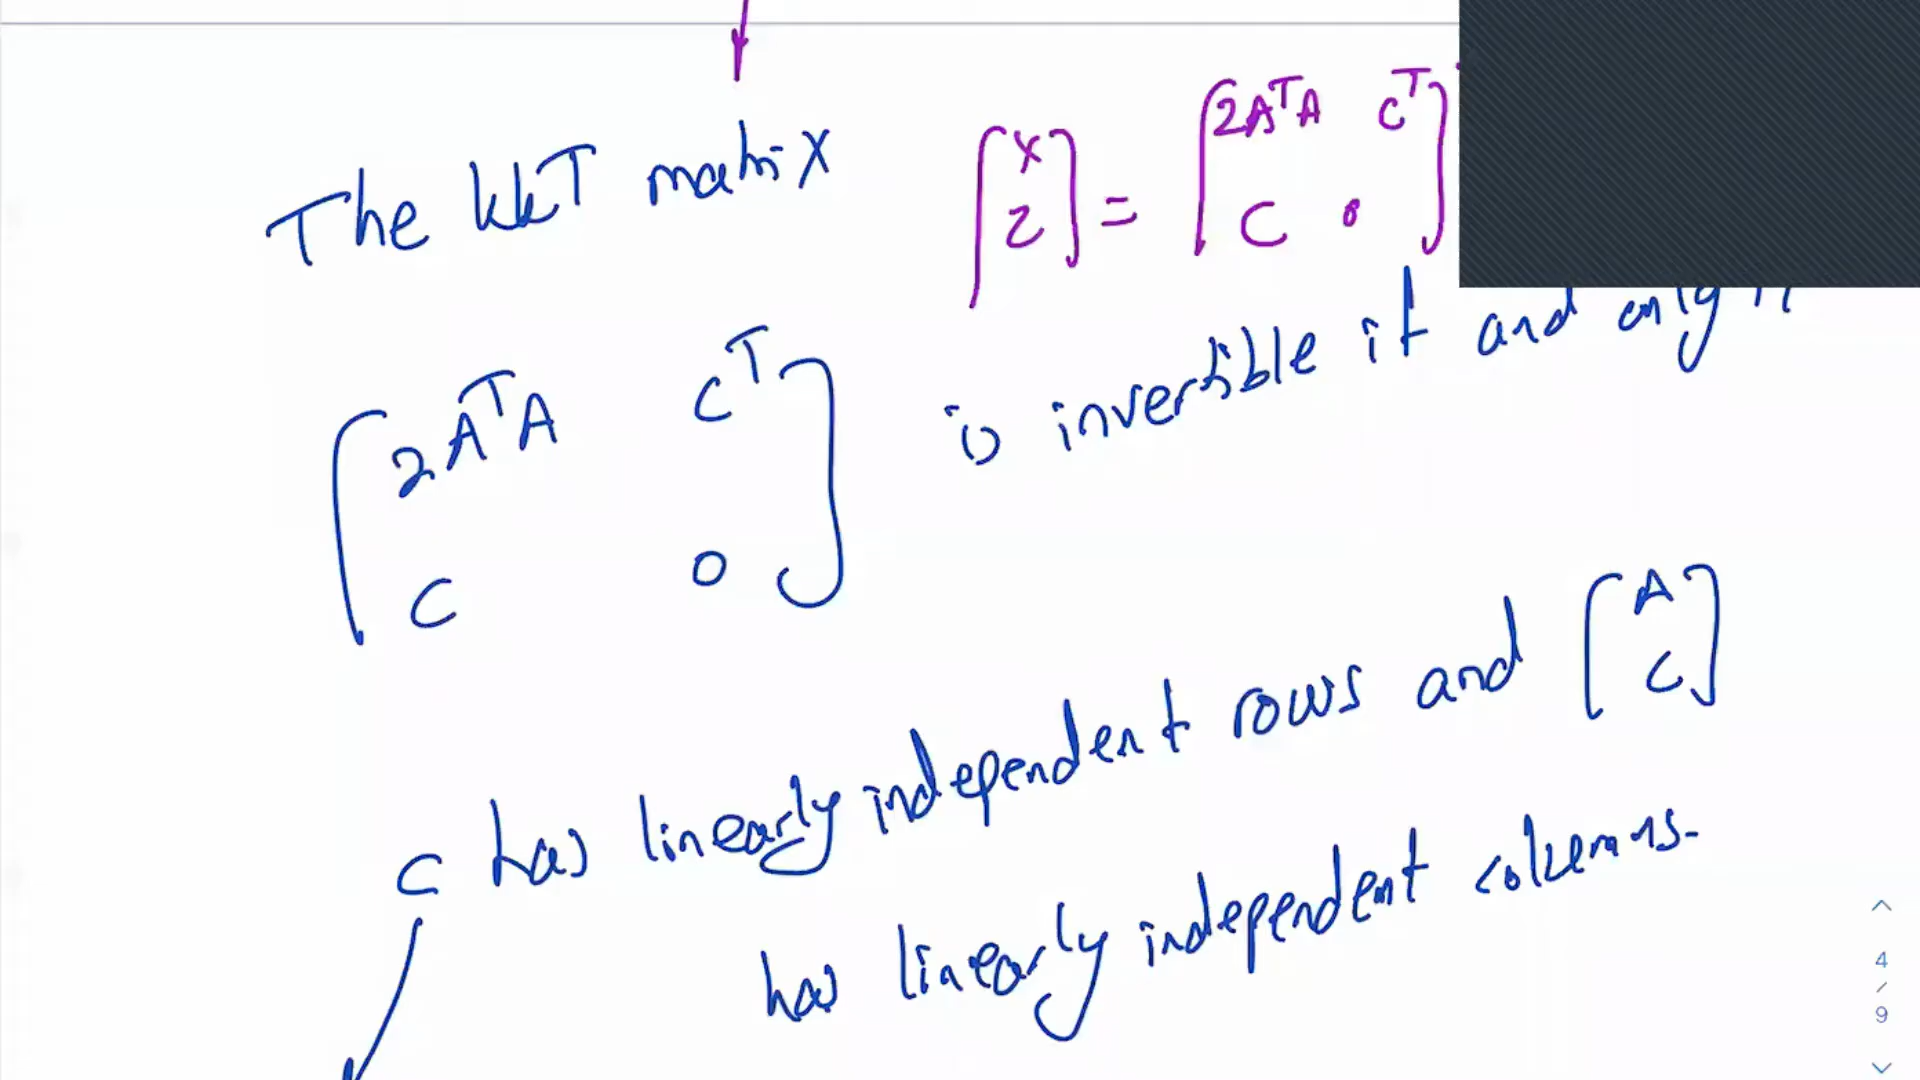 The KKT matrix
[x z] = [2AᵀA Cᵀ C 0]
[2AᵀA Cᵀ C 0] is invertible if and only if
C has linearly independent rows and [A C]
has linearly independent columns.
4
/
9